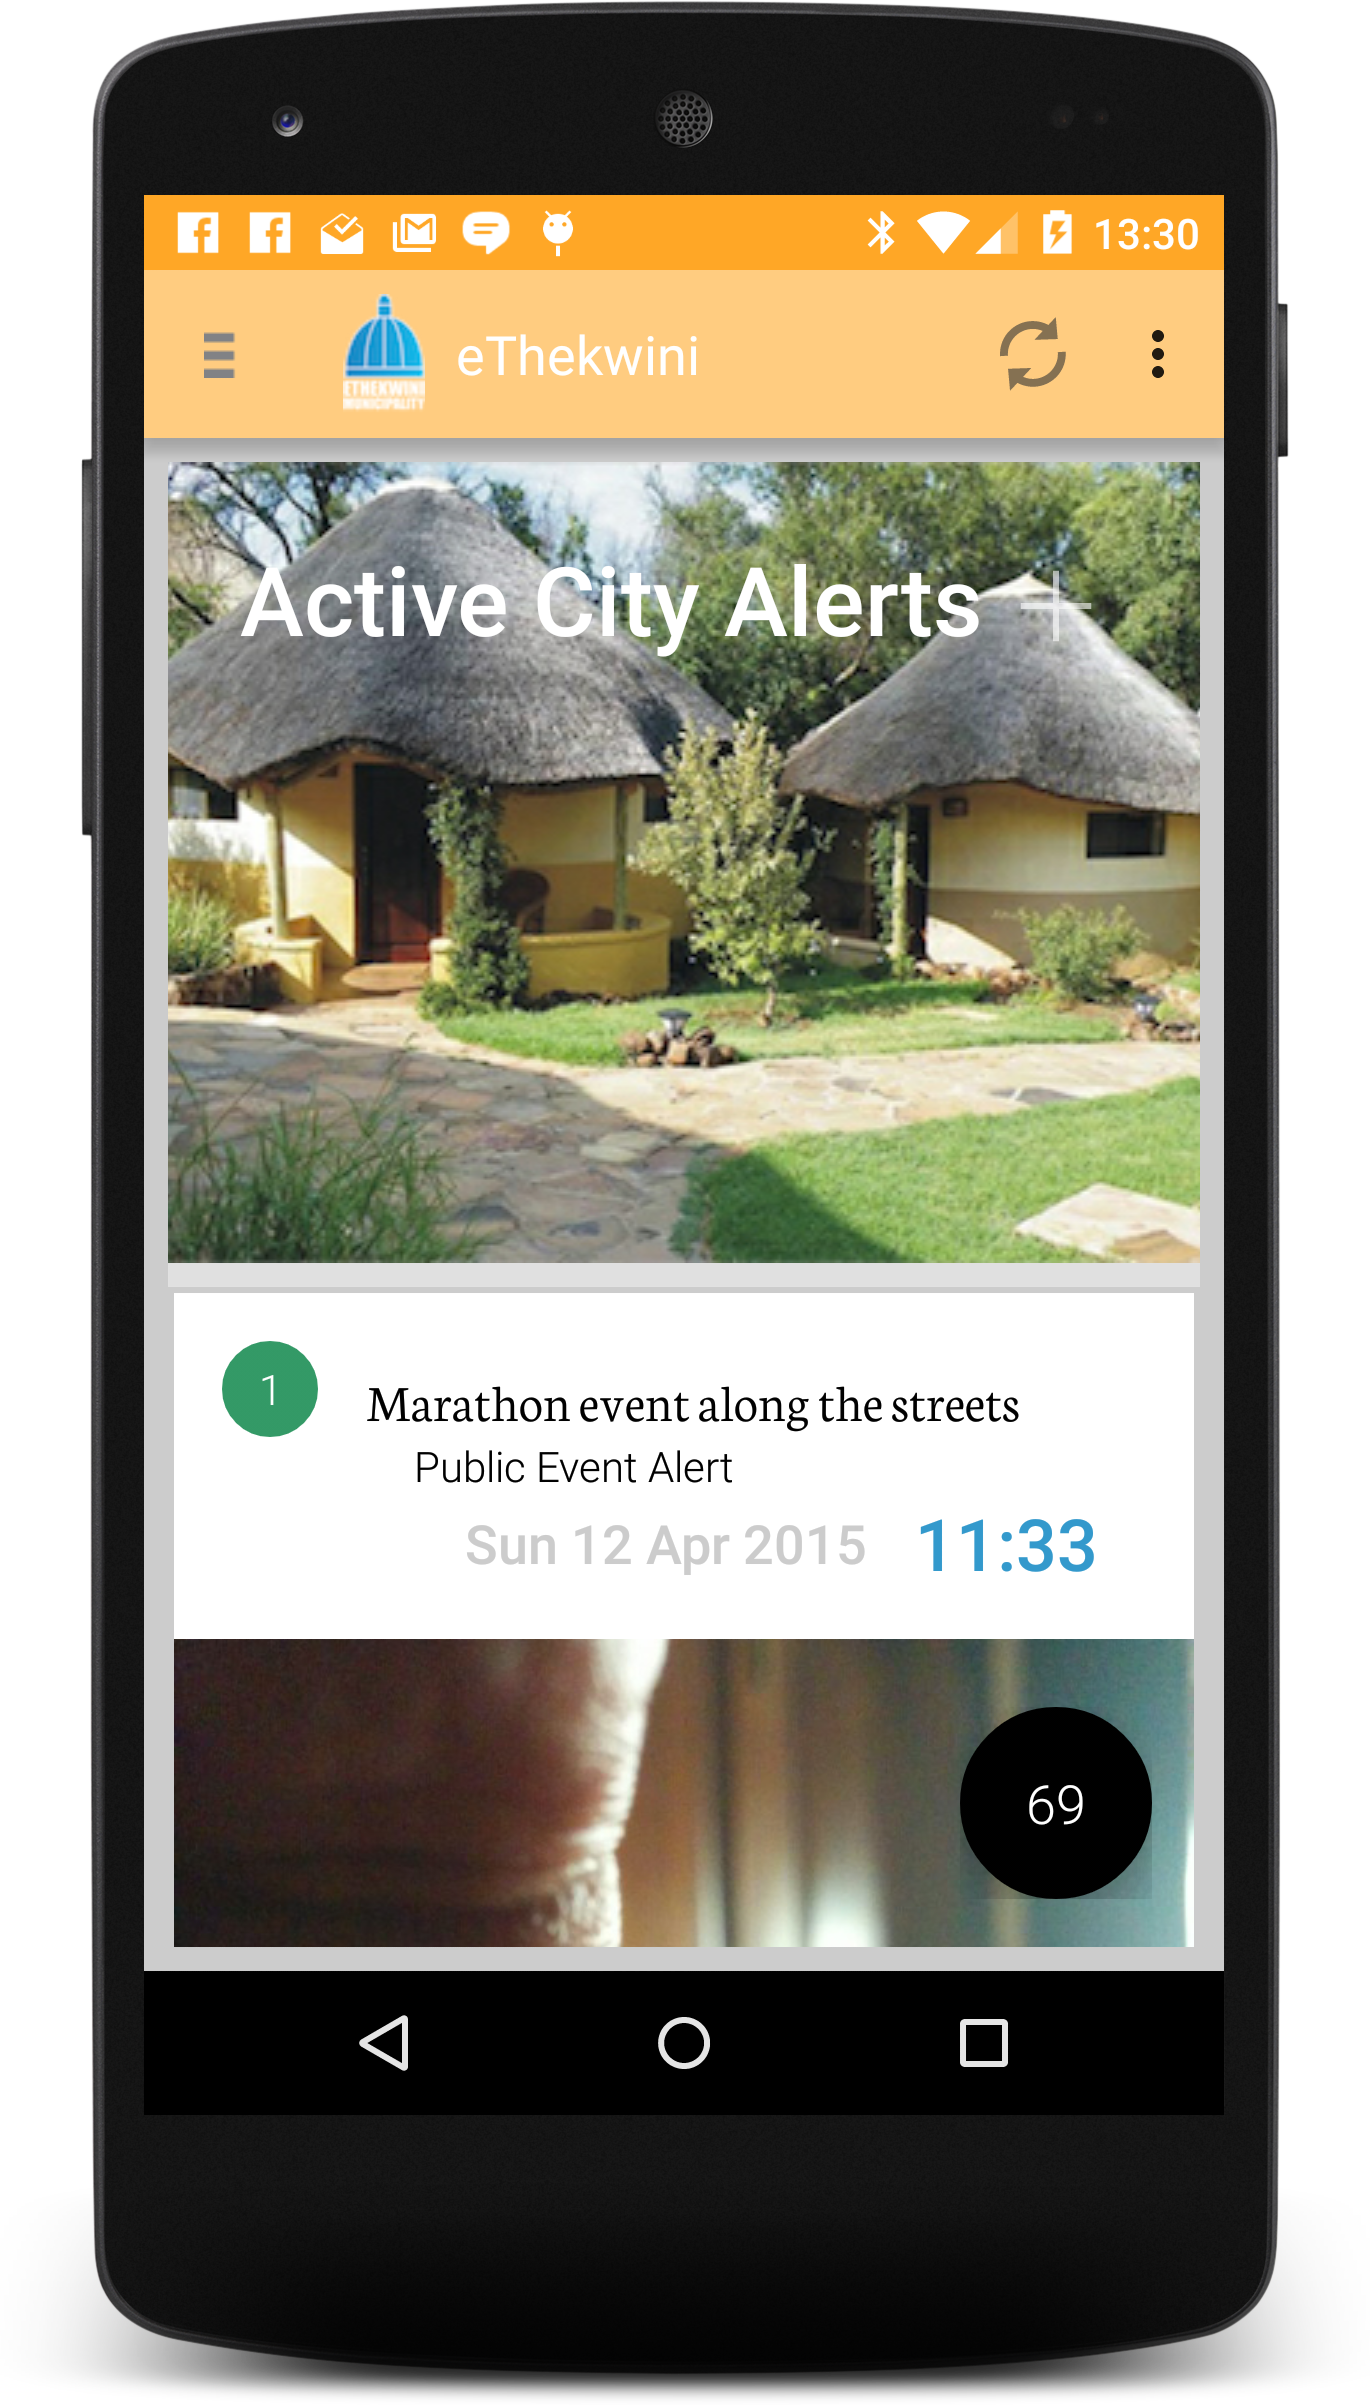 13:30
ETHEKWINI
MUNICIPALITY
eThekwini
Active City Alerts
1
Marathon event along the streets
Public Event Alert
Sun 12 Apr 2015 11:33
69